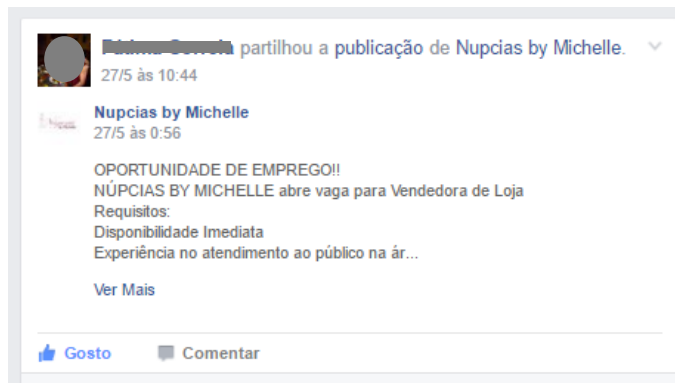 partilhou a publicação de Nupcias by Michelle.
27/5 às 10:44
Nupcias by Michelle
27/5 às 0:56
OPORTUNIDADE DE EMPREGO!!
NÚPCIAS BY MICHELLE abre vaga para Vendedora de Loja
Requisitos:
Disponibilidade Imediata
Experiência no atendimento ao público na ár...
Ver Mais
Gosto Comentar